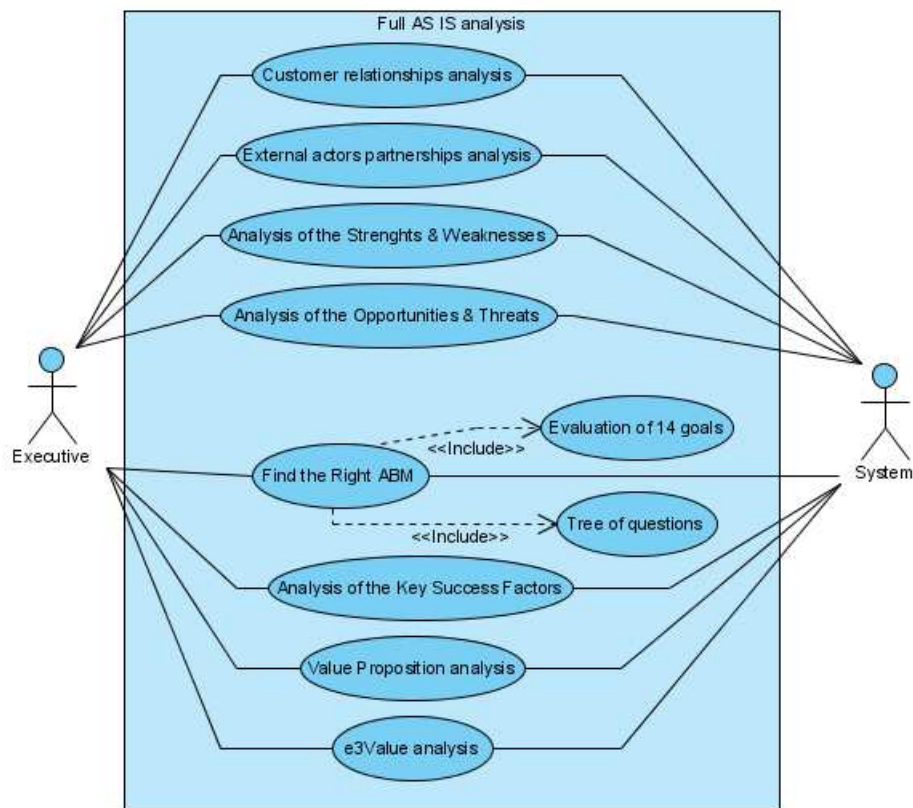 Full AS IS analysis
Customer relationships analysis
External actors partnerships analysis
Analysis of the Strenghts & Weaknesses
Analysis of the Opportunities & Threats
Executive
System
Evaluation of 14 goals
<<Include>>
Find the Right ABM
Tree of questions
<<Include>>
Analysis of the Key Success Factors
Value Proposition analysis
e3Value analysis